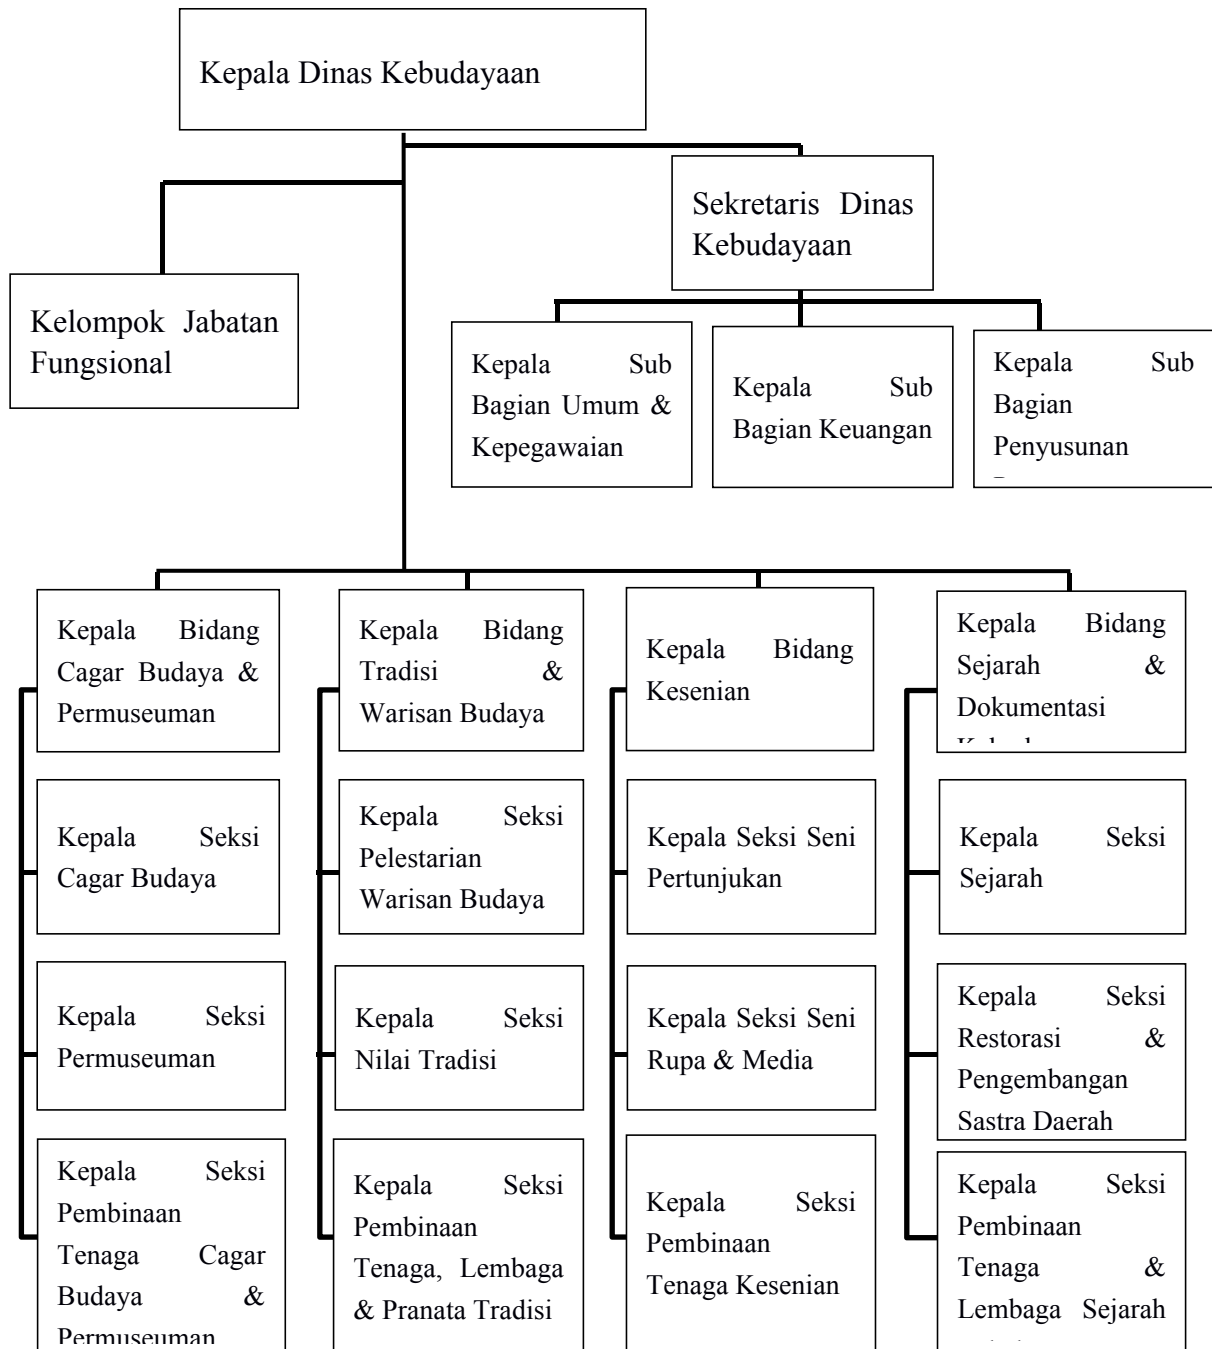 Kepala Dinas Kebudayaan
Sekretaris Dinas
Kebudayaan
Kelompok Jabatan
Fungsional
Kepala Sub
Bagian Umum &
Kepegawaian
Kepala Sub
Bagian Keuangan
Kepala Sub
Bagian
Penyusunan
Kepala Bidang
Cagar Budaya &
Permuseuman
Kepala Bidang
Tradisi &
Warisan Budaya
Kepala Bidang
Kesenian
Kepala Bidang
Sejarah &
Dokumentasi
Kepala Seksi
Cagar Budaya
Kepala Seksi
Pelestarian
Warisan Budaya
Kepala Seksi Seni
Pertunjukan
Kepala Seksi
Sejarah
Kepala Seksi
Permuseuman
Kepala Seksi
Nilai Tradisi
Kepala Seksi Seni
Rupa & Media
Kepala Seksi
Restorasi &
Pengembangan
Sastra Daerah
Kepala Seksi
Pembinaan
Tenaga Cagar
Budaya &
Permuseuman
Kepala Seksi
Pembinaan
Tenaga, Lembaga
& Pranata Tradisi
Kepala Seksi
Pembinaan
Tenaga Kesenian
Kepala Seksi
Pembinaan
Tenaga &
Lembaga Sejarah